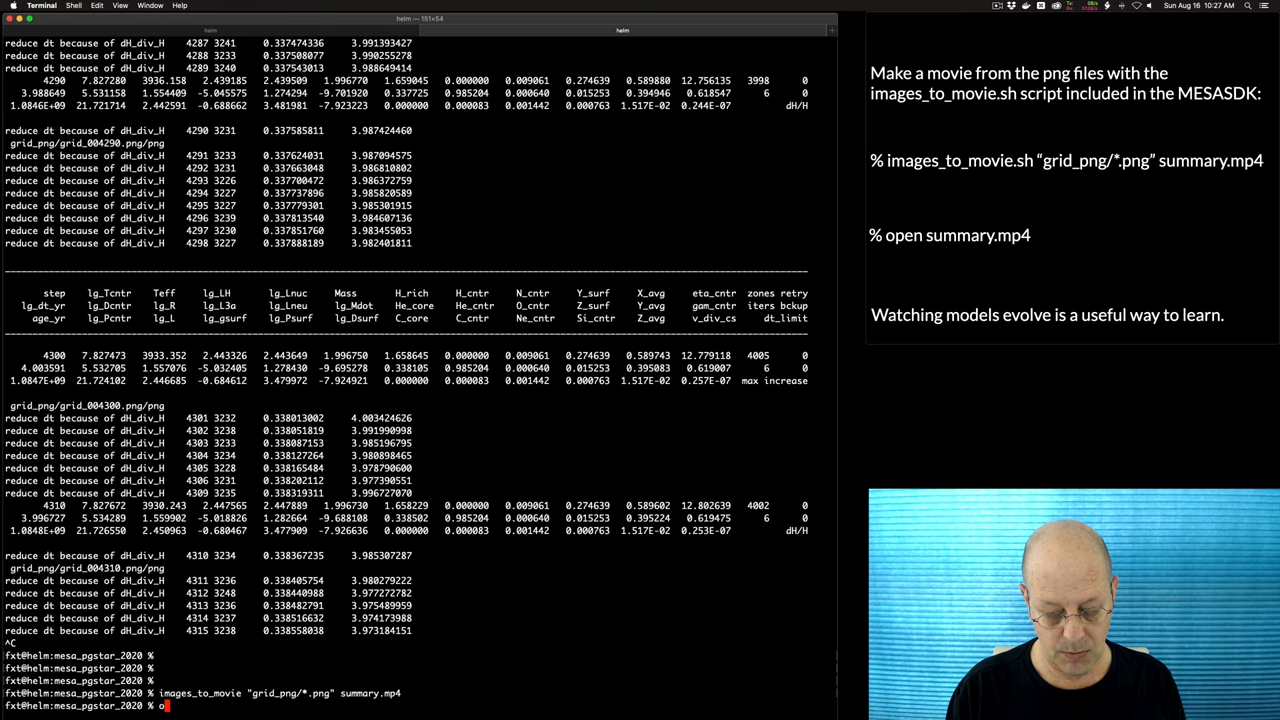 Terminal Shell Edit View Window Help
Sun Aug 16 10:27 AM
helm — 151×54
helm helm
reduce dt because of dH_div_H 4287 3241 0.337474336 3.991393427
reduce dt because of dH_div_H 4288 3233 0.337508077 3.990255278
reduce dt because of dH_div_H 4289 3240 0.337543013 3.988649414
4290 7.827280 3936.158 2.439185 2.439509 1.996770 1.659045 0.000000 0.009061 0.274639 0.589880 12.756135 3998 0
3.988649 5.531158 1.554409 -5.045575 1.274294 -9.701920 0.337725 0.985204 0.000640 0.015253 0.394946 0.618547 6 0
1.0846E+09 21.721714 2.442591 -0.688662 3.481981 -7.923223 0.000000 0.000083 0.001442 0.000763 1.517E-02 0.244E-07 dH/H
reduce dt because of dH_div_H 4290 3231 0.337585811 3.987424460
grid_png/grid_004290.png/png
reduce dt because of dH_div_H 4291 3233 0.337624031 3.987094575
reduce dt because of dH_div_H 4292 3231 0.337663048 3.986810802
reduce dt because of dH_div_H 4293 3226 0.337700472 3.986372759
reduce dt because of dH_div_H 4294 3227 0.337737896 3.985820589
reduce dt because of dH_div_H 4295 3227 0.337779301 3.985301915
reduce dt because of dH_div_H 4296 3239 0.337813540 3.984607136
reduce dt because of dH_div_H 4297 3230 0.337851760 3.983455053
reduce dt because of dH_div_H 4298 3227 0.337888189 3.982401811
step lg_Tcntr Teff lg_LH lg_Lnuc Mass H_rich H_cntr N_cntr Y_surf X_avg eta_cntr zones retry
lg_dt_yr lg_Dcntr lg_R lg_L3a lg_Lneu lg_Mdot He_core He_cntr O_cntr Z_surf Y_avg gam_cntr iters bckup
age_yr lg_Pcntr lg_L lg_gsurf lg_Psurf lg_Dsurf C_core C_cntr Ne_cntr Si_cntr Z_avg v_div_cs dt_limit
4300 7.827473 3933.352 2.443326 2.443649 1.996750 1.658645 0.000000 0.009061 0.274639 0.589743 12.779118 4005 0
4.003591 5.532705 1.557076 -5.032405 1.278430 -9.695278 0.338105 0.985204 0.000640 0.015253 0.395083 0.619007 6 0
1.0847E+09 21.724102 2.446685 -0.684612 3.479972 -7.924921 0.000000 0.000083 0.001442 0.000763 1.517E-02 0.257E-07 max increase
grid_png/grid_004300.png/png
reduce dt because of dH_div_H 4301 3232 0.338013002 4.003424626
reduce dt because of dH_div_H 4302 3238 0.338051819 3.991990998
reduce dt because of dH_div_H 4303 3233 0.338087153 3.985196795
reduce dt because of dH_div_H 4304 3234 0.338127264 3.980898465
reduce dt because of dH_div_H 4305 3228 0.338165484 3.978790600
reduce dt because of dH_div_H 4306 3231 0.338202112 3.977390551
reduce dt because of dH_div_H 4309 3235 0.338319311 3.996727070
4310 7.827672 3930.243 2.447565 2.447889 1.996730 1.658229 0.000000 0.009061 0.274639 0.589602 12.802639 4002 0
3.996727 5.534289 1.559903 -5.018826 1.282664 -9.688108 0.338502 0.985204 0.000640 0.015253 0.395224 0.619475 6 0
1.0848E+09 21.726550 2.450963 -0.680467 3.477909 -7.926636 0.000000 0.000083 0.001442 0.000763 1.517E-02 0.253E-07 dH/H
reduce dt because of dH_div_H 4310 3234 0.338367235 3.985307287
grid_png/grid_004310.png/png
reduce dt because of dH_div_H 4311 3236 0.338405754 3.980279222
reduce dt because of dH_div_H 4312 3248 0.338440388 3.977272782
reduce dt because of dH_div_H 4313 3236 0.338482791 3.975489959
reduce dt because of dH_div_H 4314 3237 0.338516633 3.974086801
reduce dt because of dH_div_H 4315 3238 0.338558038 3.973184151
^C
fxt@helm:mesa_pgstar_2020 %
fxt@helm:mesa_pgstar_2020 %
fxt@helm:mesa_pgstar_2020 %
fxt@helm:mesa_pgstar_2020 % images_to_movie "grid_png/*.png" summary.mp4
fxt@helm:mesa_pgstar_2020 % o
Make a movie from the png files with the
images_to_movie.sh script included in the MESASDK:
% images_to_movie.sh “grid_png/*.png” summary.mp4
% open summary.mp4
Watching models evolve is a useful way to learn.